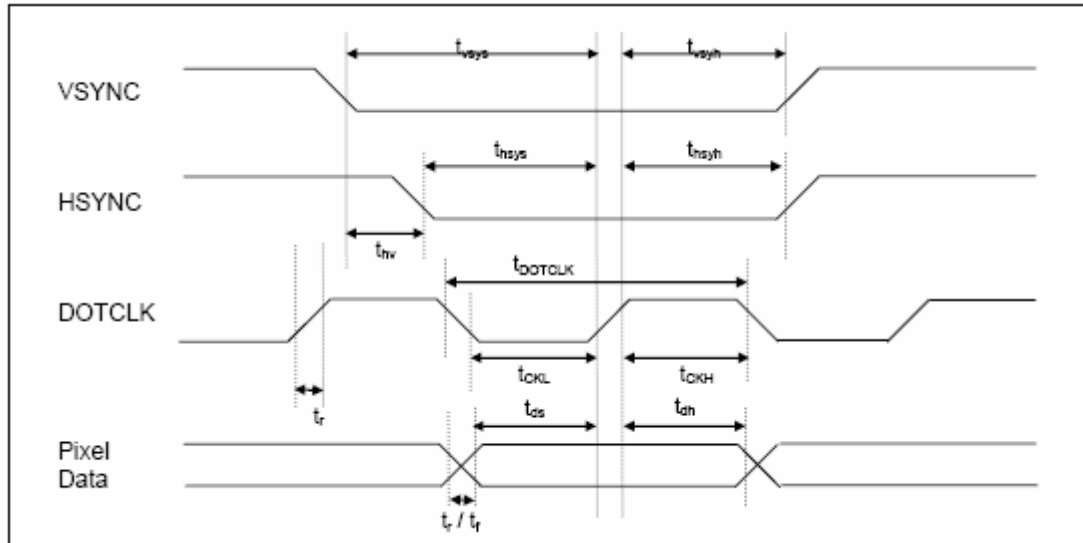 t_vsys t_vsyh
VSYNC
t_hsys t_hsyh
HSYNC
t_hv
t_DOTCLK
DOTCLK
t_CKL t_CKH
t_r
t_ds t_dh
Pixel
Data
t_r / t_f